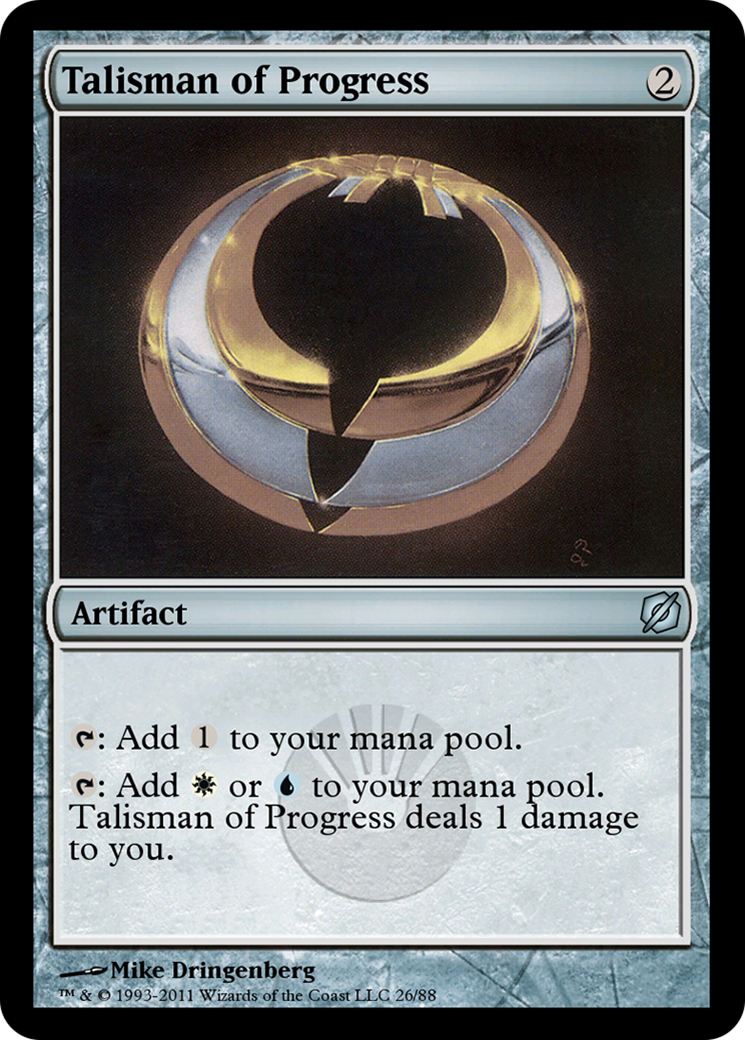 Talisman of Progress 2
Artifact
: Add 1 to your mana pool.
: Add or to your mana pool.
Talisman of Progress deals 1 damage
to you.
Mike Dringenberg
™ & © 1993-2011 Wizards of the Coast LLC 26/88